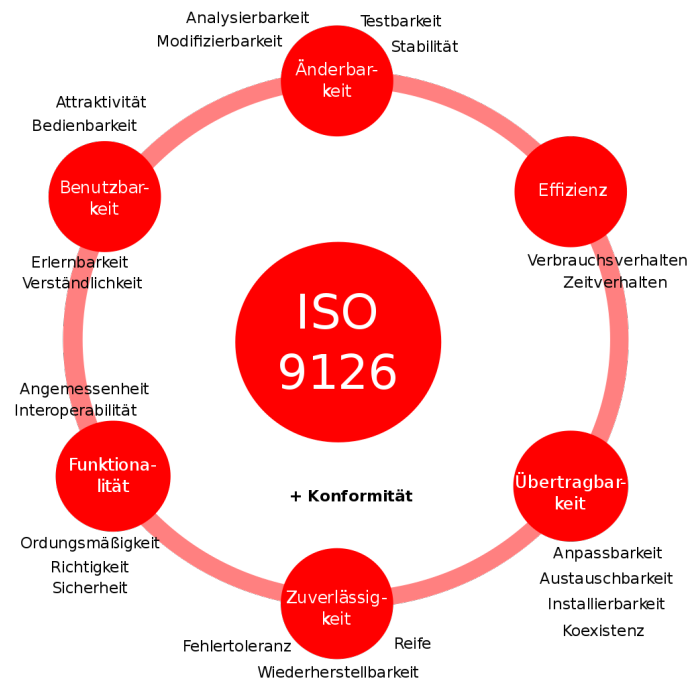 Analysierbarkeit
Testbarkeit
Modifizierbarkeit
Stabilität
Änderbar-
keit
Attraktivität
Bedienbarkeit
Benutzbar-
keit
Erlernbarkeit
Verständlichkeit
Effizienz
Verbrauchsverhalten
Zeitverhalten
ISO
9126
Angemessenheit
Interoperabilität
Funktiona-
lität
Ordungsmäßigkeit
Richtigkeit
Sicherheit
+ Konformität
Übertragbar-
keit
Anpassbarkeit
Austauschbarkeit
Installierbarkeit
Koexistenz
Zuverlässig-
keit
Fehlertoleranz
Reife
Wiederherstellbarkeit